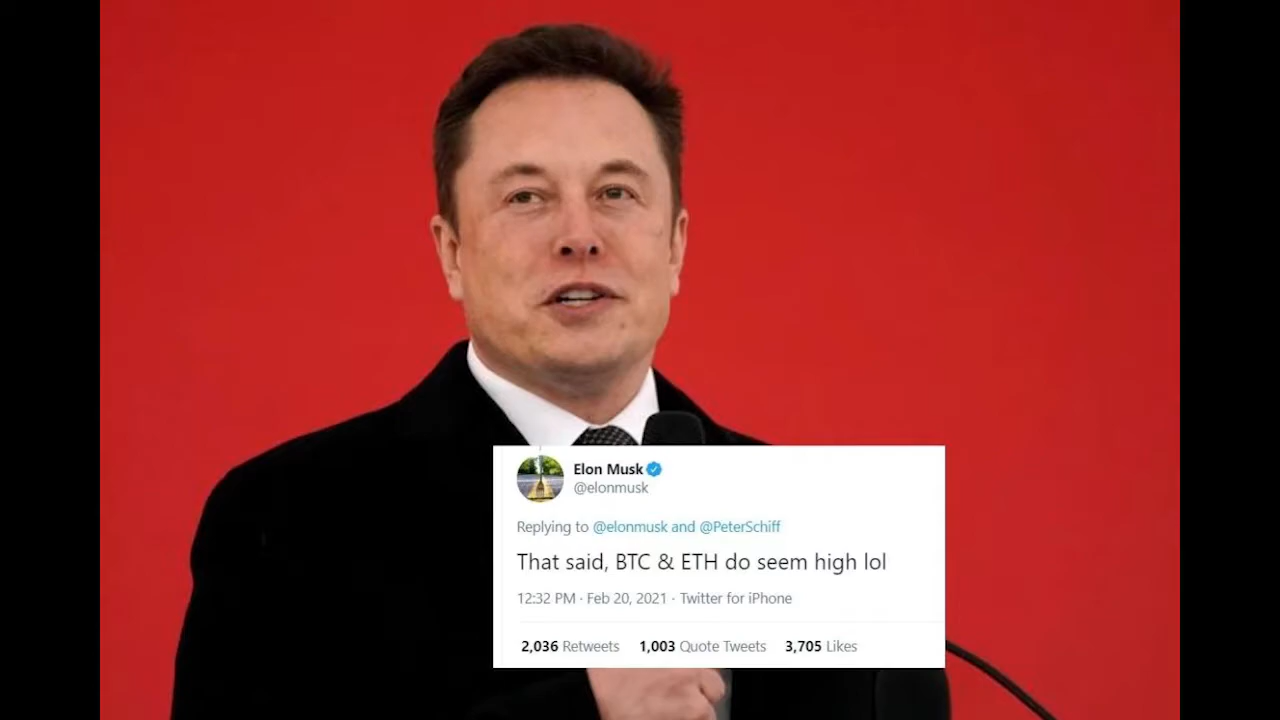 Elon Musk
@elonmusk
Replying to @elonmusk and @PeterSchiff
That said, BTC & ETH do seem high lol
12:32 PM · Feb 20, 2021 · Twitter for iPhone
2,036 Retweets 1,003 Quote Tweets 3,705 Likes